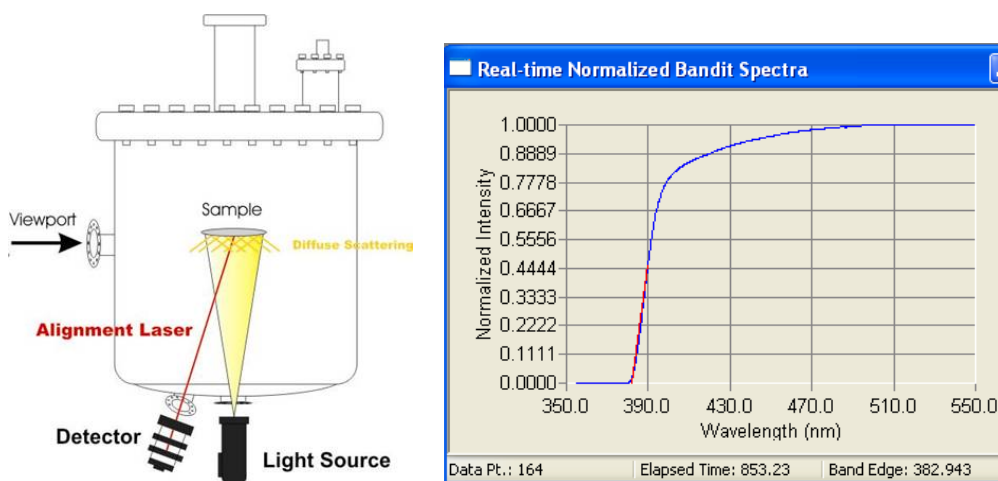 Viewport
Sample
Diffuse Scattering
Alignment Laser
Detector
Light Source
Real-time Normalized Bandit Spectra
Normalized Intensity
1.0000
0.8889
0.7778
0.6667
0.5556
0.4444
0.3333
0.2222
0.1111
0.0000
350.0 390.0 430.0 470.0 510.0 550.0
Wavelength (nm)
Data Pt.: 164 Elapsed Time: 853.23 Band Edge: 382.943